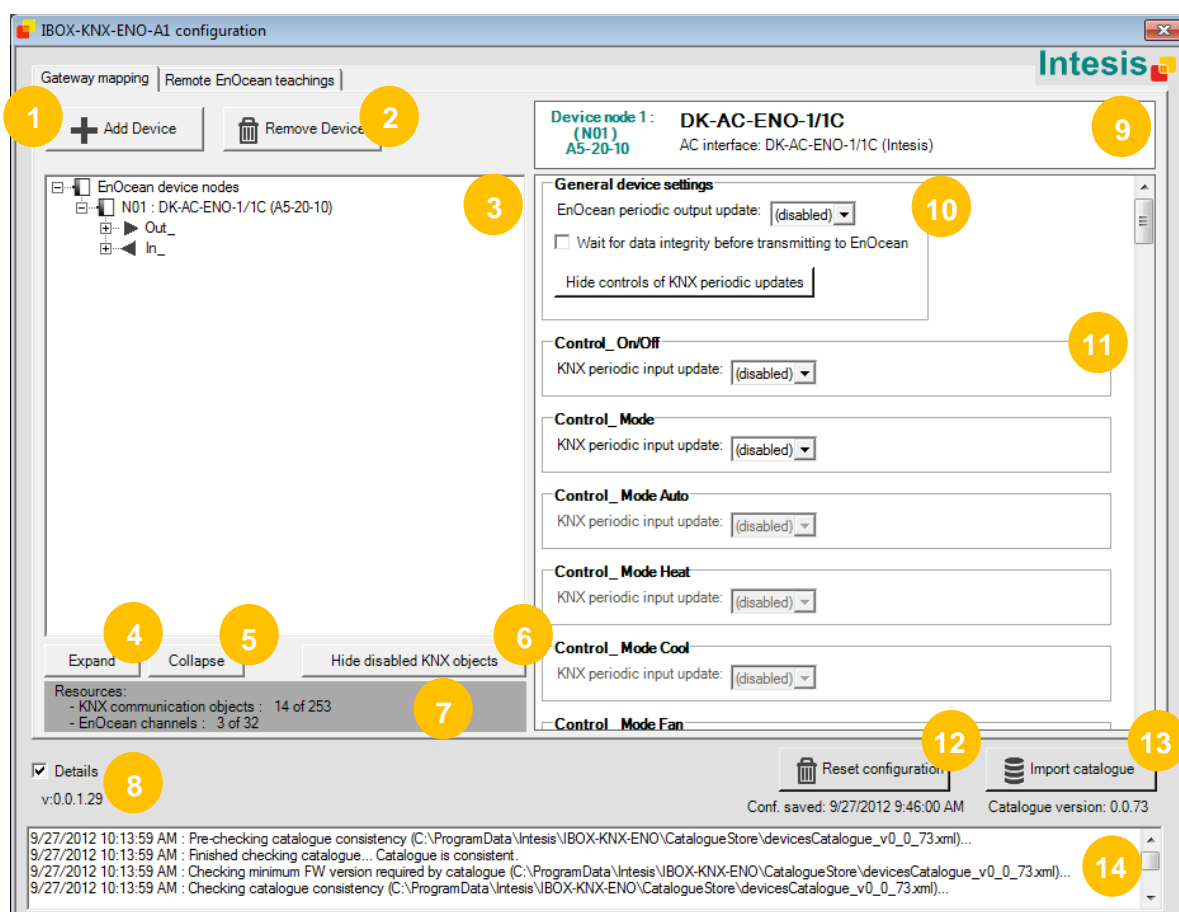 IBOX-KNX-ENO-A1 configuration
Intesis
Gateway mapping
Remote EnOcean teachings
1
Add Device
2
Remove Device
3
EnOcean device nodes
N01 : DK-AC-ENO-1/1C (A5-20-10)
Out_
In_
4
Expand
5
Collapse
6
Hide disabled KNX objects
Resources:
- KNX communication objects : 14 of 253
- EnOcean channels : 3 of 32
7
Device node 1 :
(N01)
A5-20-10
DK-AC-ENO-1/1C
AC interface: DK-AC-ENO-1/1C (Intesis)
9
General device settings
EnOcean periodic output update: (disabled)
10
Wait for data integrity before transmitting to EnOcean
Hide controls of KNX periodic updates
11
Control_ On/Off
KNX periodic input update: (disabled)
Control_ Mode
KNX periodic input update: (disabled)
Control_ Mode Auto
KNX periodic input update: (disabled)
Control_ Mode Heat
KNX periodic input update: (disabled)
Control_ Mode Cool
KNX periodic input update: (disabled)
Control_ Mode Fan
Details
8
v:0.0.1.29
12
Reset configuration
13
Import catalogue
Conf. saved: 9/27/2012 9:46:00 AM
Catalogue version: 0.0.73
9/27/2012 10:13:59 AM : Pre-checking catalogue consistency (C:\ProgramData\Intesis\IBOX-KNX-ENO\CatalogueStore\devicesCatalogue_v0_0_73.xml)...
9/27/2012 10:13:59 AM : Finished checking catalogue... Catalogue is consistent.
9/27/2012 10:13:59 AM : Checking minimum FW version required by catalogue (C:\ProgramData\Intesis\IBOX-KNX-ENO\CatalogueStore\devicesCatalogue_v0_0_73.xml)...
9/27/2012 10:13:59 AM : Checking catalogue consistency (C:\ProgramData\Intesis\IBOX-KNX-ENO\CatalogueStore\devicesCatalogue_v0_0_73.xml)...
14